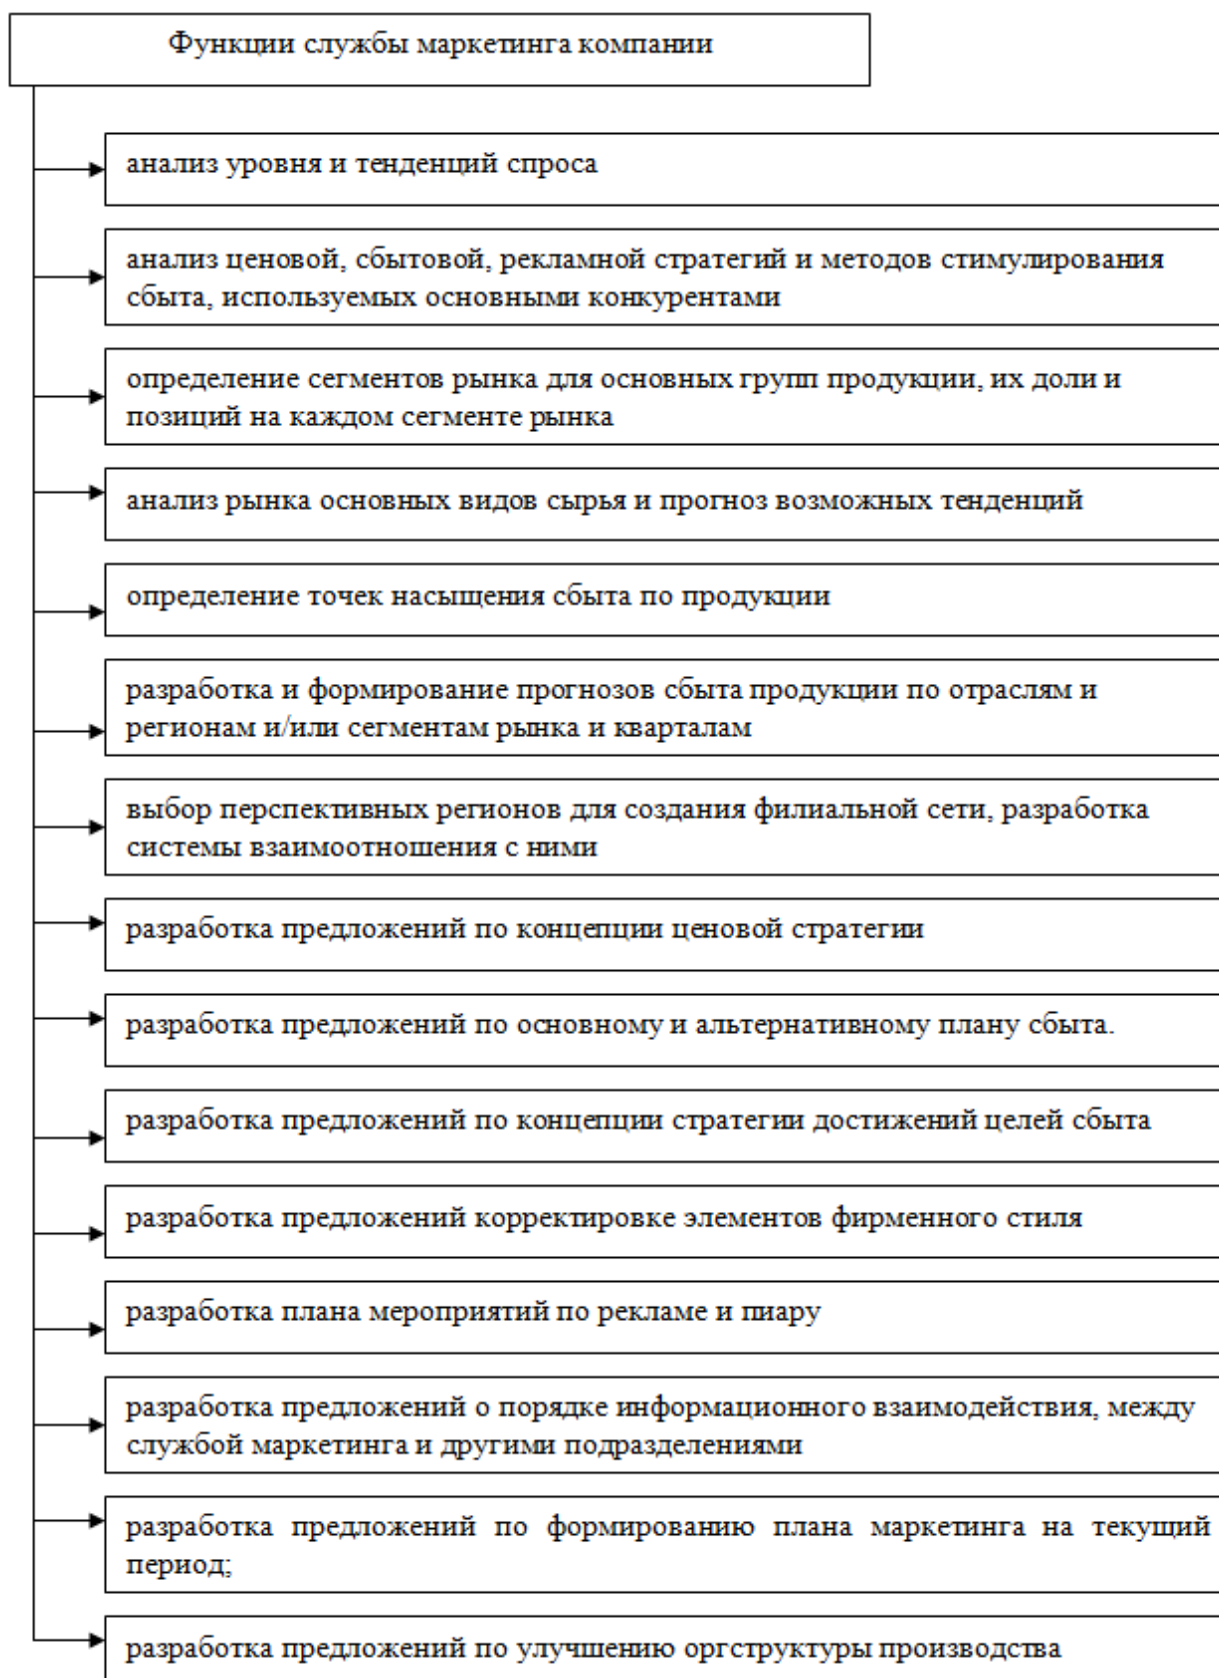 Функции службы маркетинга компании
анализ уровня и тенденций спроса
анализ ценовой, сбытовой, рекламной стратегий и методов стимулирования
сбыта, используемых основными конкурентами
определение сегментов рынка для основных групп продукции, их доли и
позиций на каждом сегменте рынка
анализ рынка основных видов сырья и прогноз возможных тенденций
определение точек насыщения сбыта по продукции
разработка и формирование прогнозов сбыта продукции по отраслям и
регионам и/или сегментам рынка и кварталам
выбор перспективных регионов для создания филиальной сети, разработка
системы взаимоотношения с ними
разработка предложений по концепции ценовой стратегии
разработка предложений по основному и альтернативному плану сбыта.
разработка предложений по концепции стратегии достижений целей сбыта
разработка предложений корректировке элементов фирменного стиля
разработка плана мероприятий по рекламе и пиару
разработка предложений о порядке информационного взаимодействия, между
службой маркетинга и другими подразделениями
разработка предложений по формированию плана маркетинга на текущий
период;
разработка предложений по улучшению оргструктуры производства